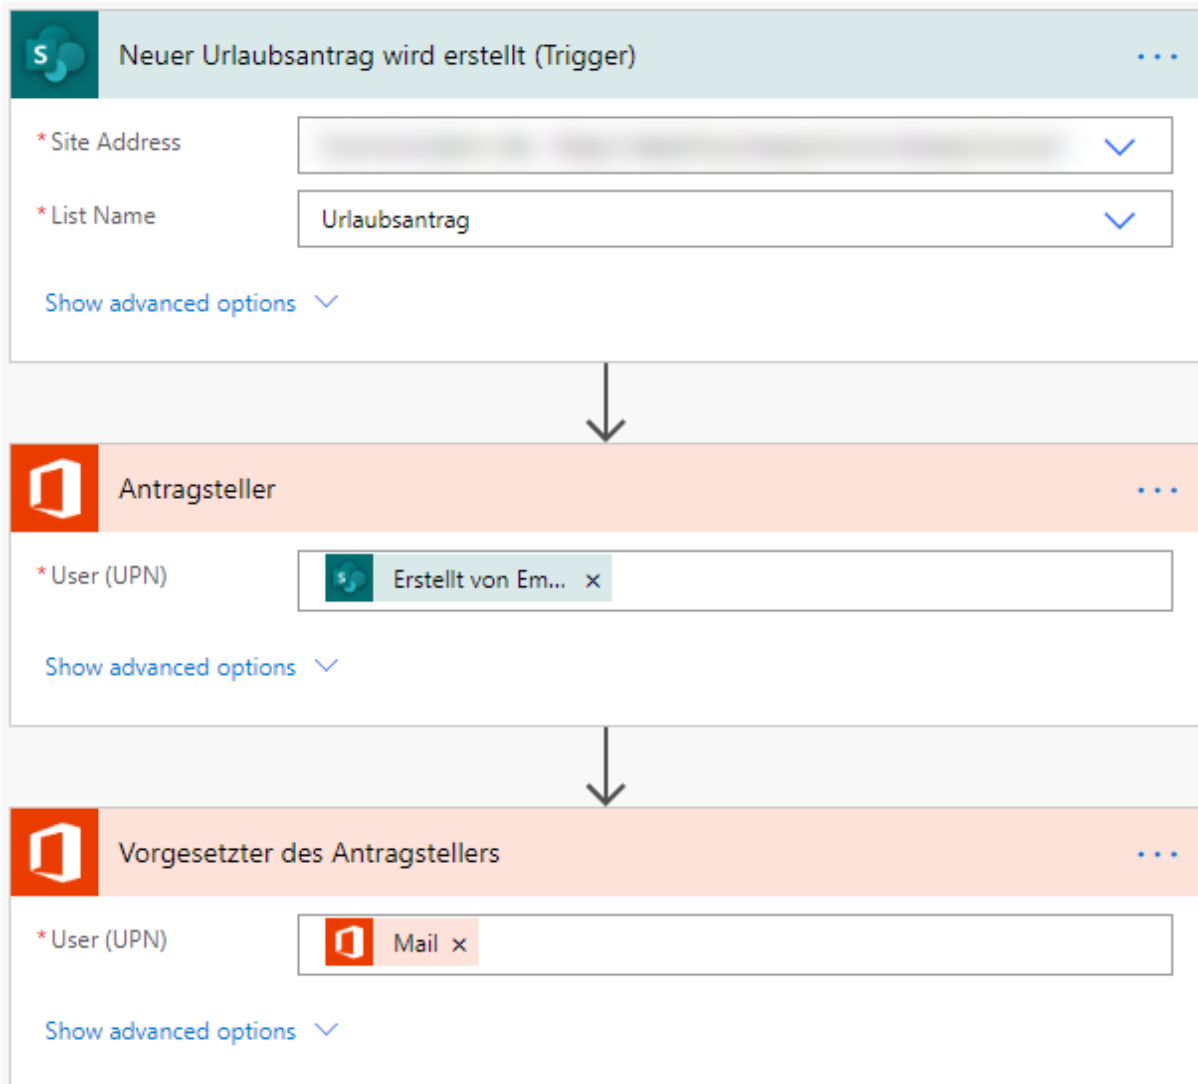 Neuer Urlaubsantrag wird erstellt (Trigger)
* Site Address
* List Name
Urlaubsantrag
Show advanced options
Antragsteller
* User (UPN)
Erstellt von Em... ×
Show advanced options
Vorgesetzter des Antragstellers
* User (UPN)
Mail ×
Show advanced options